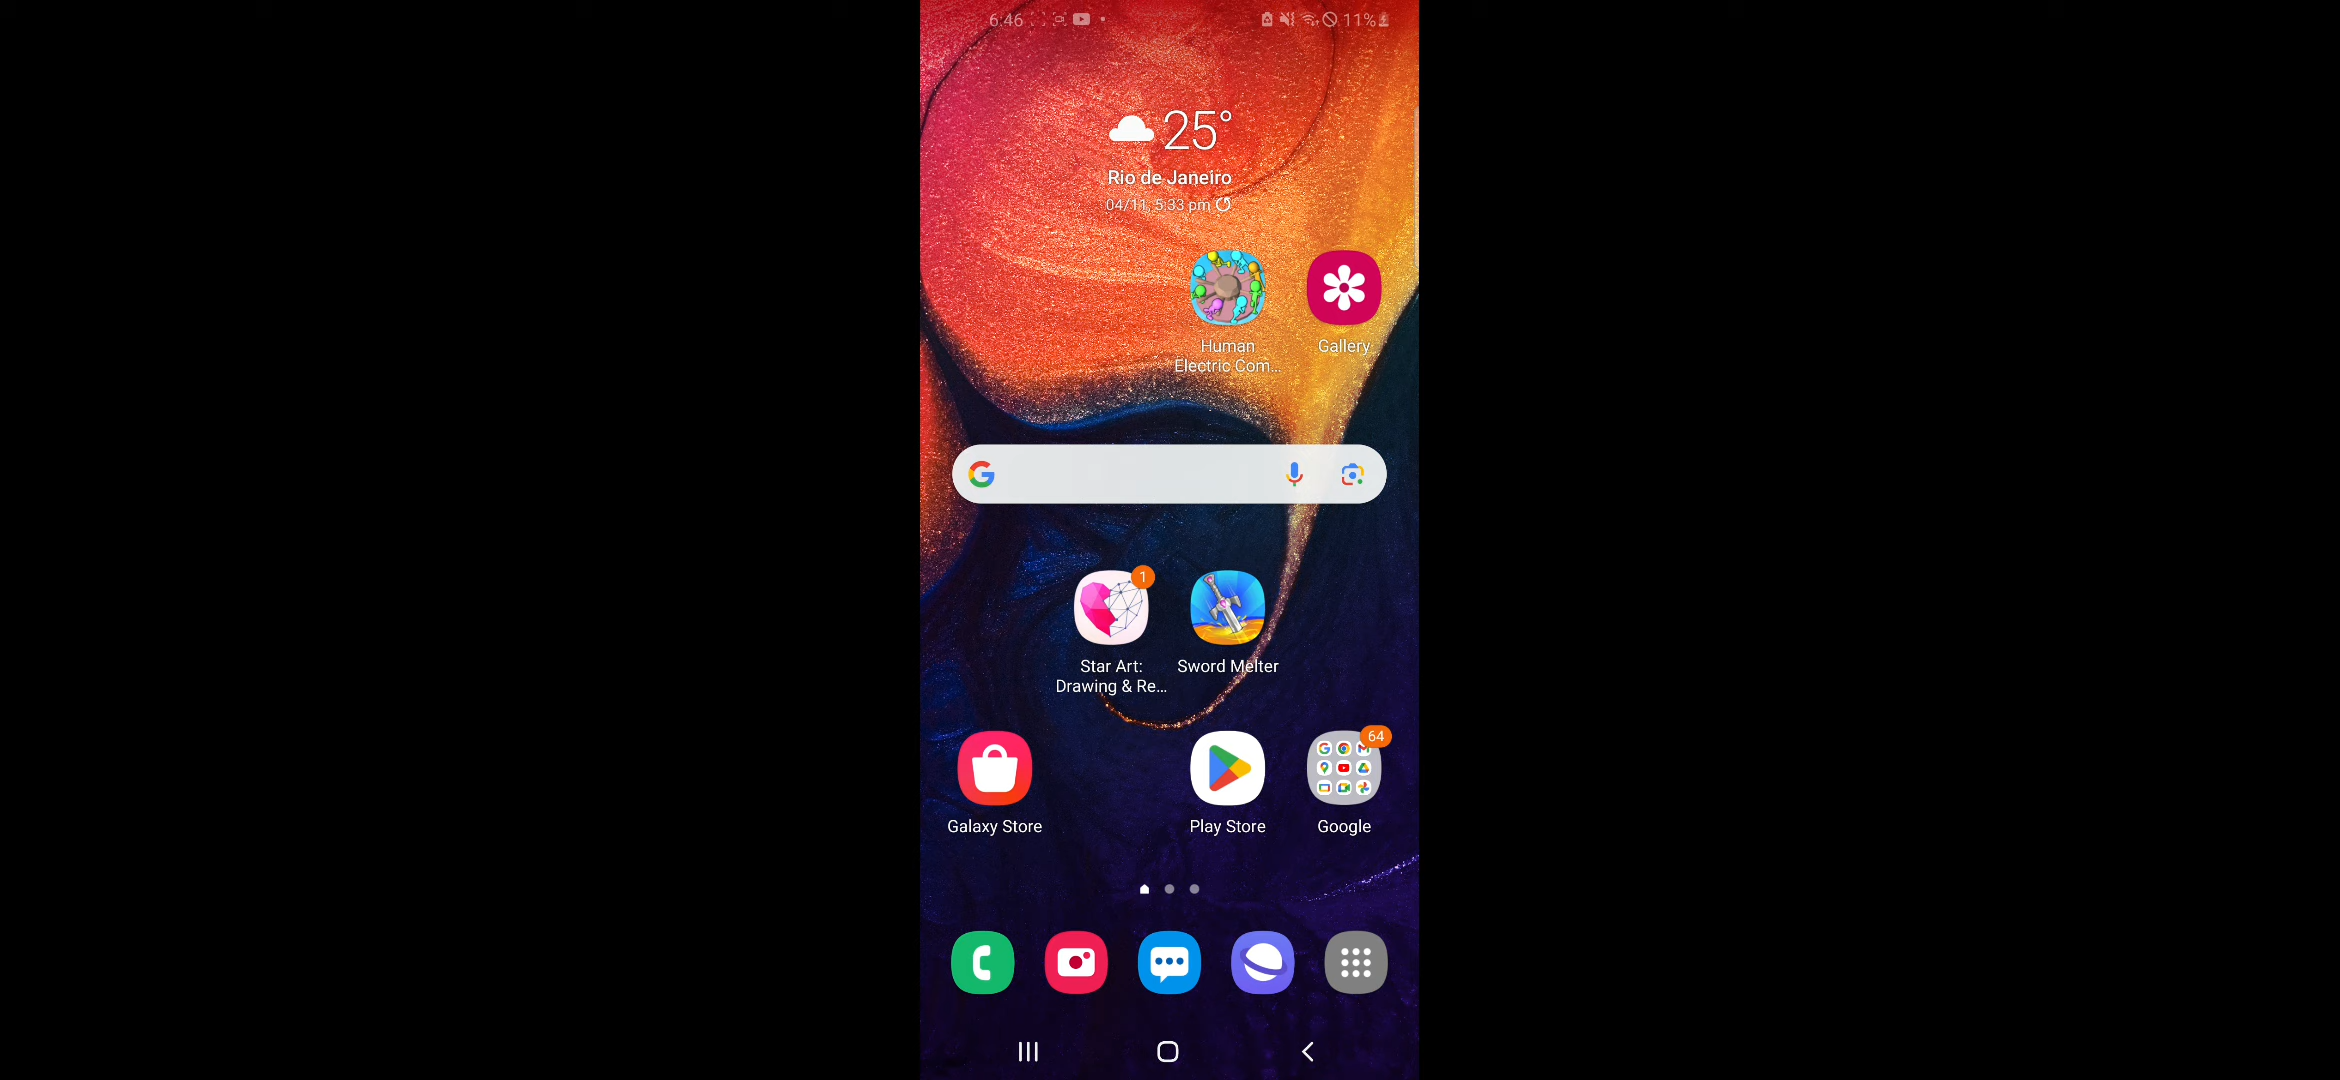 6:46
11%
25°
Rio de Janeiro
04/11, 5:33 pm
Human
Electric Com...
Gallery
1
Star Art:
Drawing & Re...
Sword Melter
64
Galaxy Store
Play Store
Google